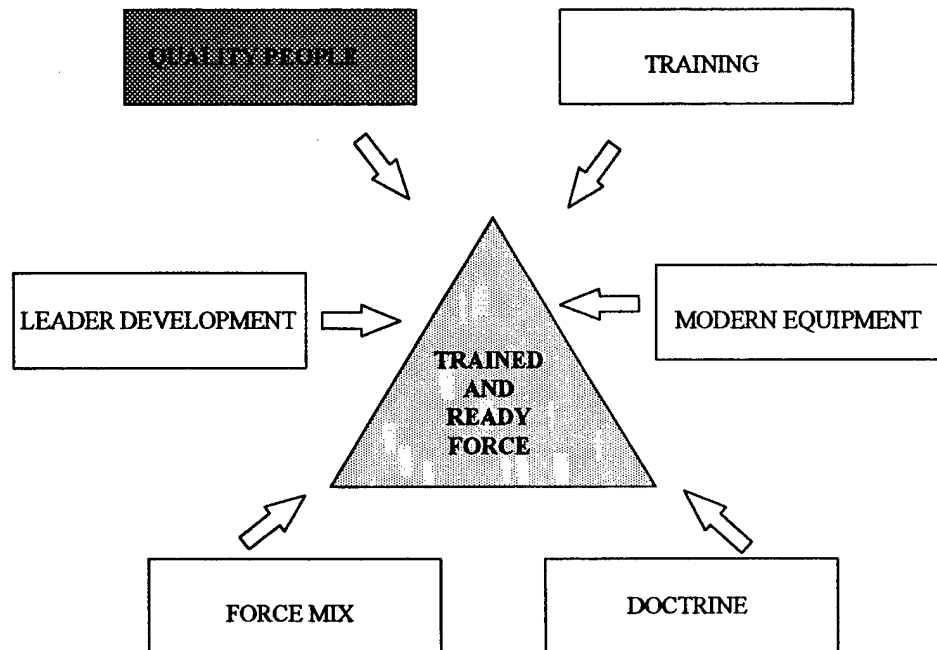 QUALITY PEOPLE
TRAINING
LEADER DEVELOPMENT
MODERN EQUIPMENT
TRAINED
AND
READY
FORCE
FORCE MIX
DOCTRINE